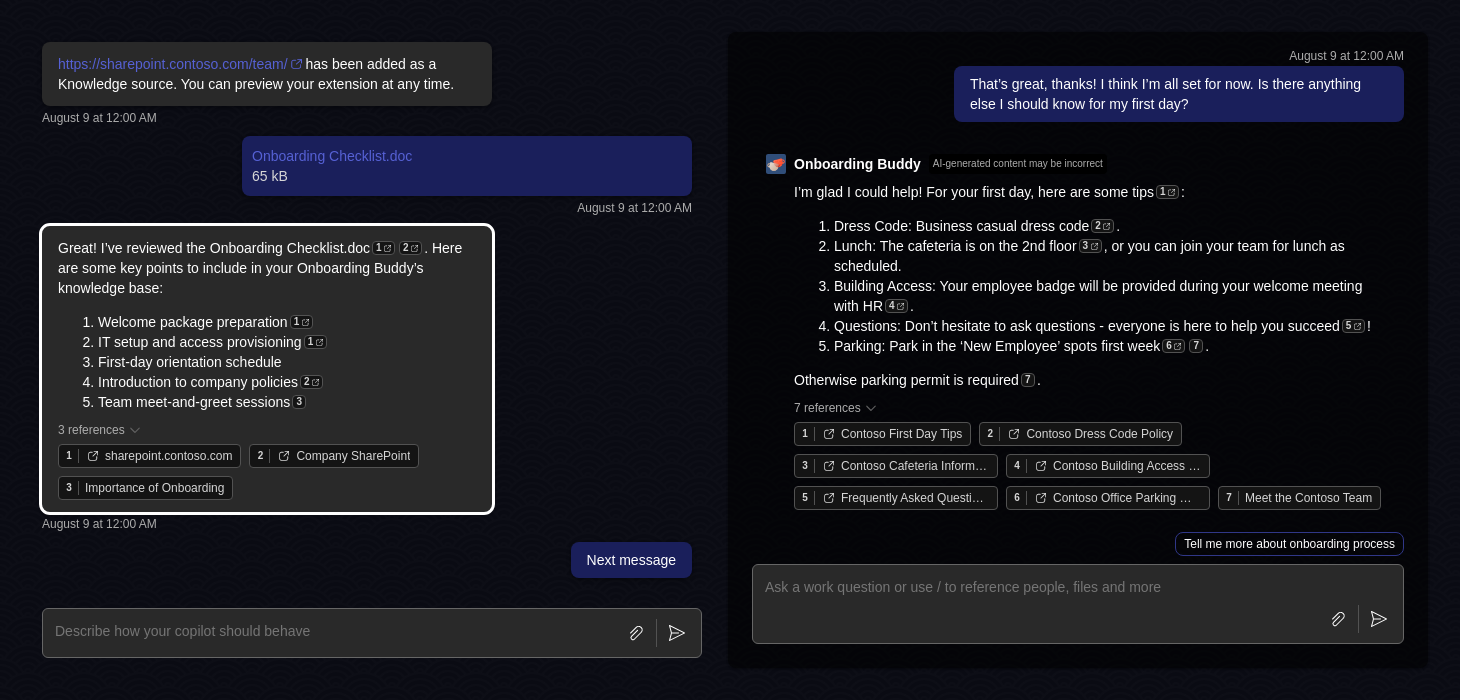 https://sharepoint.contoso.com/team/ has been added as a
Knowledge source. You can preview your extension at any time.
August 9 at 12:00 AM
Onboarding Checklist.doc
65 kB
August 9 at 12:00 AM
Great! I’ve reviewed the Onboarding Checklist.doc 1 2 . Here
are some key points to include in your Onboarding Buddy’s
knowledge base:
1. Welcome package preparation 1
2. IT setup and access provisioning 1
3. First-day orientation schedule
4. Introduction to company policies 2
5. Team meet-and-greet sessions 3
3 references
1 sharepoint.contoso.com 2 Company SharePoint
3 Importance of Onboarding
August 9 at 12:00 AM
Next message
Describe how your copilot should behave
August 9 at 12:00 AM
That’s great, thanks! I think I’m all set for now. Is there anything
else I should know for my first day?
Onboarding Buddy AI-generated content may be incorrect
I’m glad I could help! For your first day, here are some tips 1 :
1. Dress Code: Business casual dress code 2 .
2. Lunch: The cafeteria is on the 2nd floor 3 , or you can join your team for lunch as
scheduled.
3. Building Access: Your employee badge will be provided during your welcome meeting
with HR 4 .
4. Questions: Don’t hesitate to ask questions - everyone is here to help you succeed 5 !
5. Parking: Park in the ‘New Employee’ spots first week 6 7 .
Otherwise parking permit is required 7 .
7 references
1 Contoso First Day Tips 2 Contoso Dress Code Policy
3 Contoso Cafeteria Inform… 4 Contoso Building Access …
5 Frequently Asked Questi… 6 Contoso Office Parking … 7 Meet the Contoso Team
Tell me more about onboarding process
Ask a work question or use / to reference people, files and more